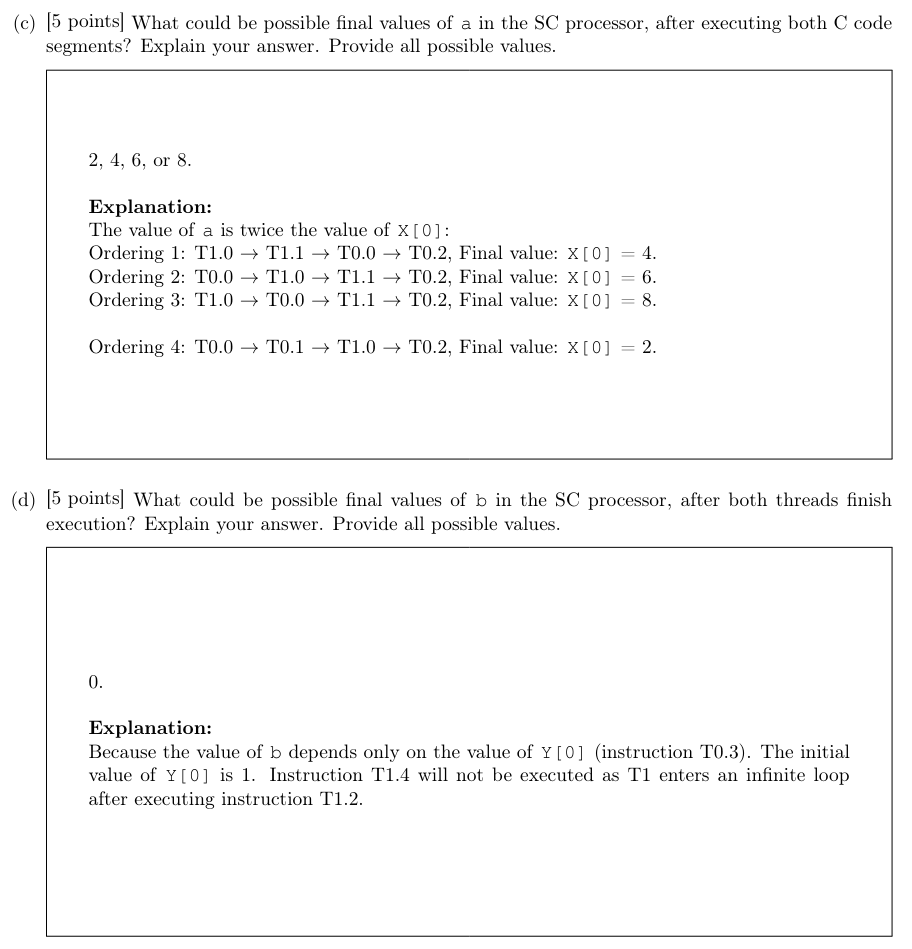 (c) [5 points] What could be possible final values of a in the SC processor, after executing both C code
segments? Explain your answer. Provide all possible values.
2, 4, 6, or 8.
Explanation:
The value of a is twice the value of X[0]:
Ordering 1: T1.0 → T1.1 → T0.0 → T0.2, Final value: X[0] = 4.
Ordering 2: T0.0 → T1.0 → T1.1 → T0.2, Final value: X[0] = 6.
Ordering 3: T1.0 → T0.0 → T1.1 → T0.2, Final value: X[0] = 8.
Ordering 4: T0.0 → T0.1 → T1.0 → T0.2, Final value: X[0] = 2.
(d) [5 points] What could be possible final values of b in the SC processor, after both threads finish
execution? Explain your answer. Provide all possible values.
0.
Explanation:
Because the value of b depends only on the value of Y[0] (instruction T0.3). The initial
value of Y[0] is 1. Instruction T1.4 will not be executed as T1 enters an infinite loop
after executing instruction T1.2.